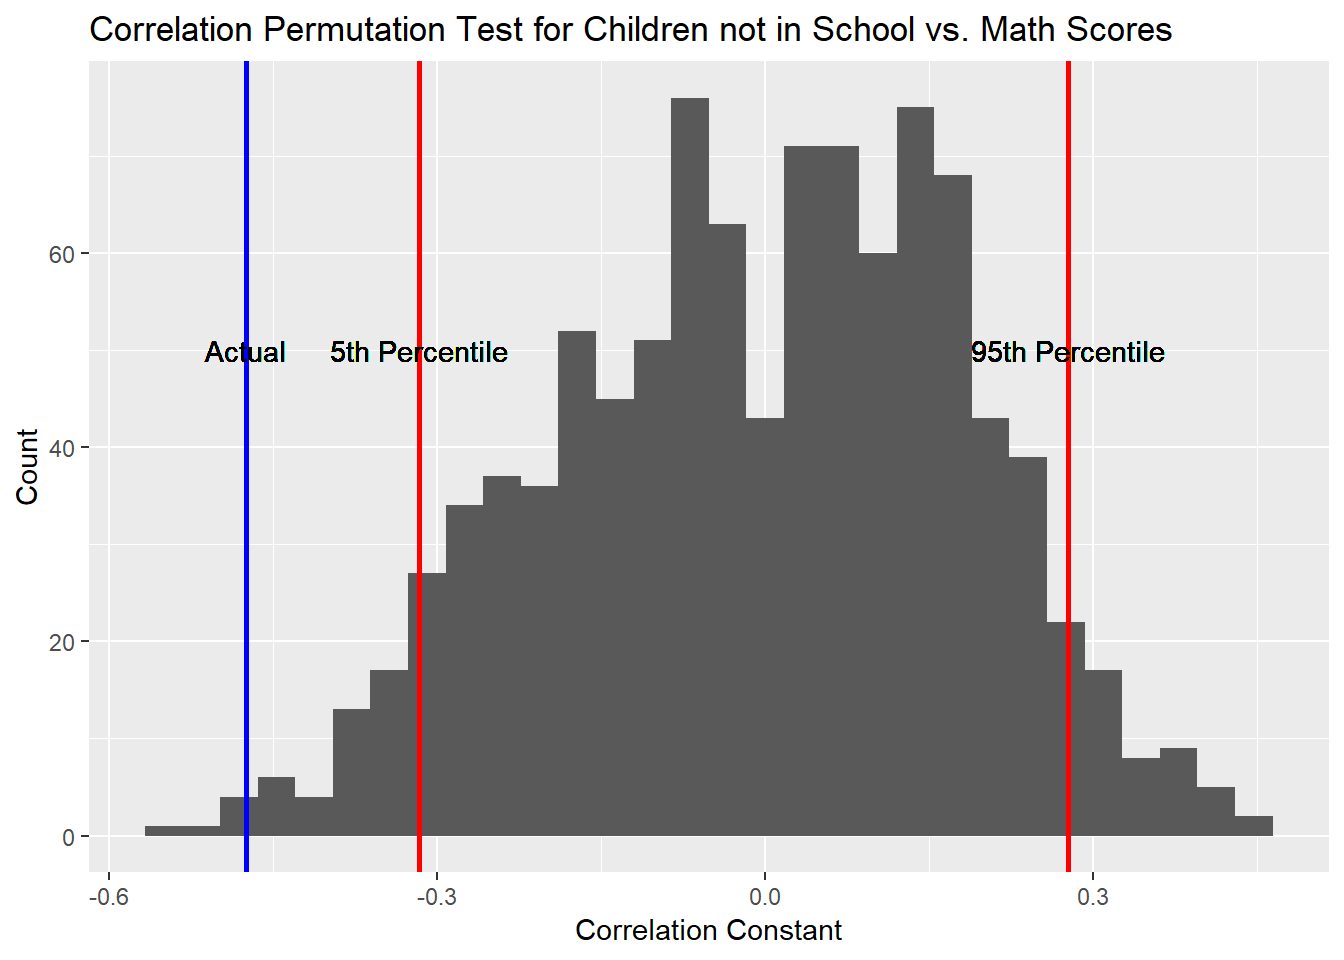 Correlation Permutation Test for Children not in School vs. Math Scores
60
40
20
0
Count
Actual
5th Percentile
95th Percentile
-0.6
-0.3
0.0
0.3
Correlation Constant